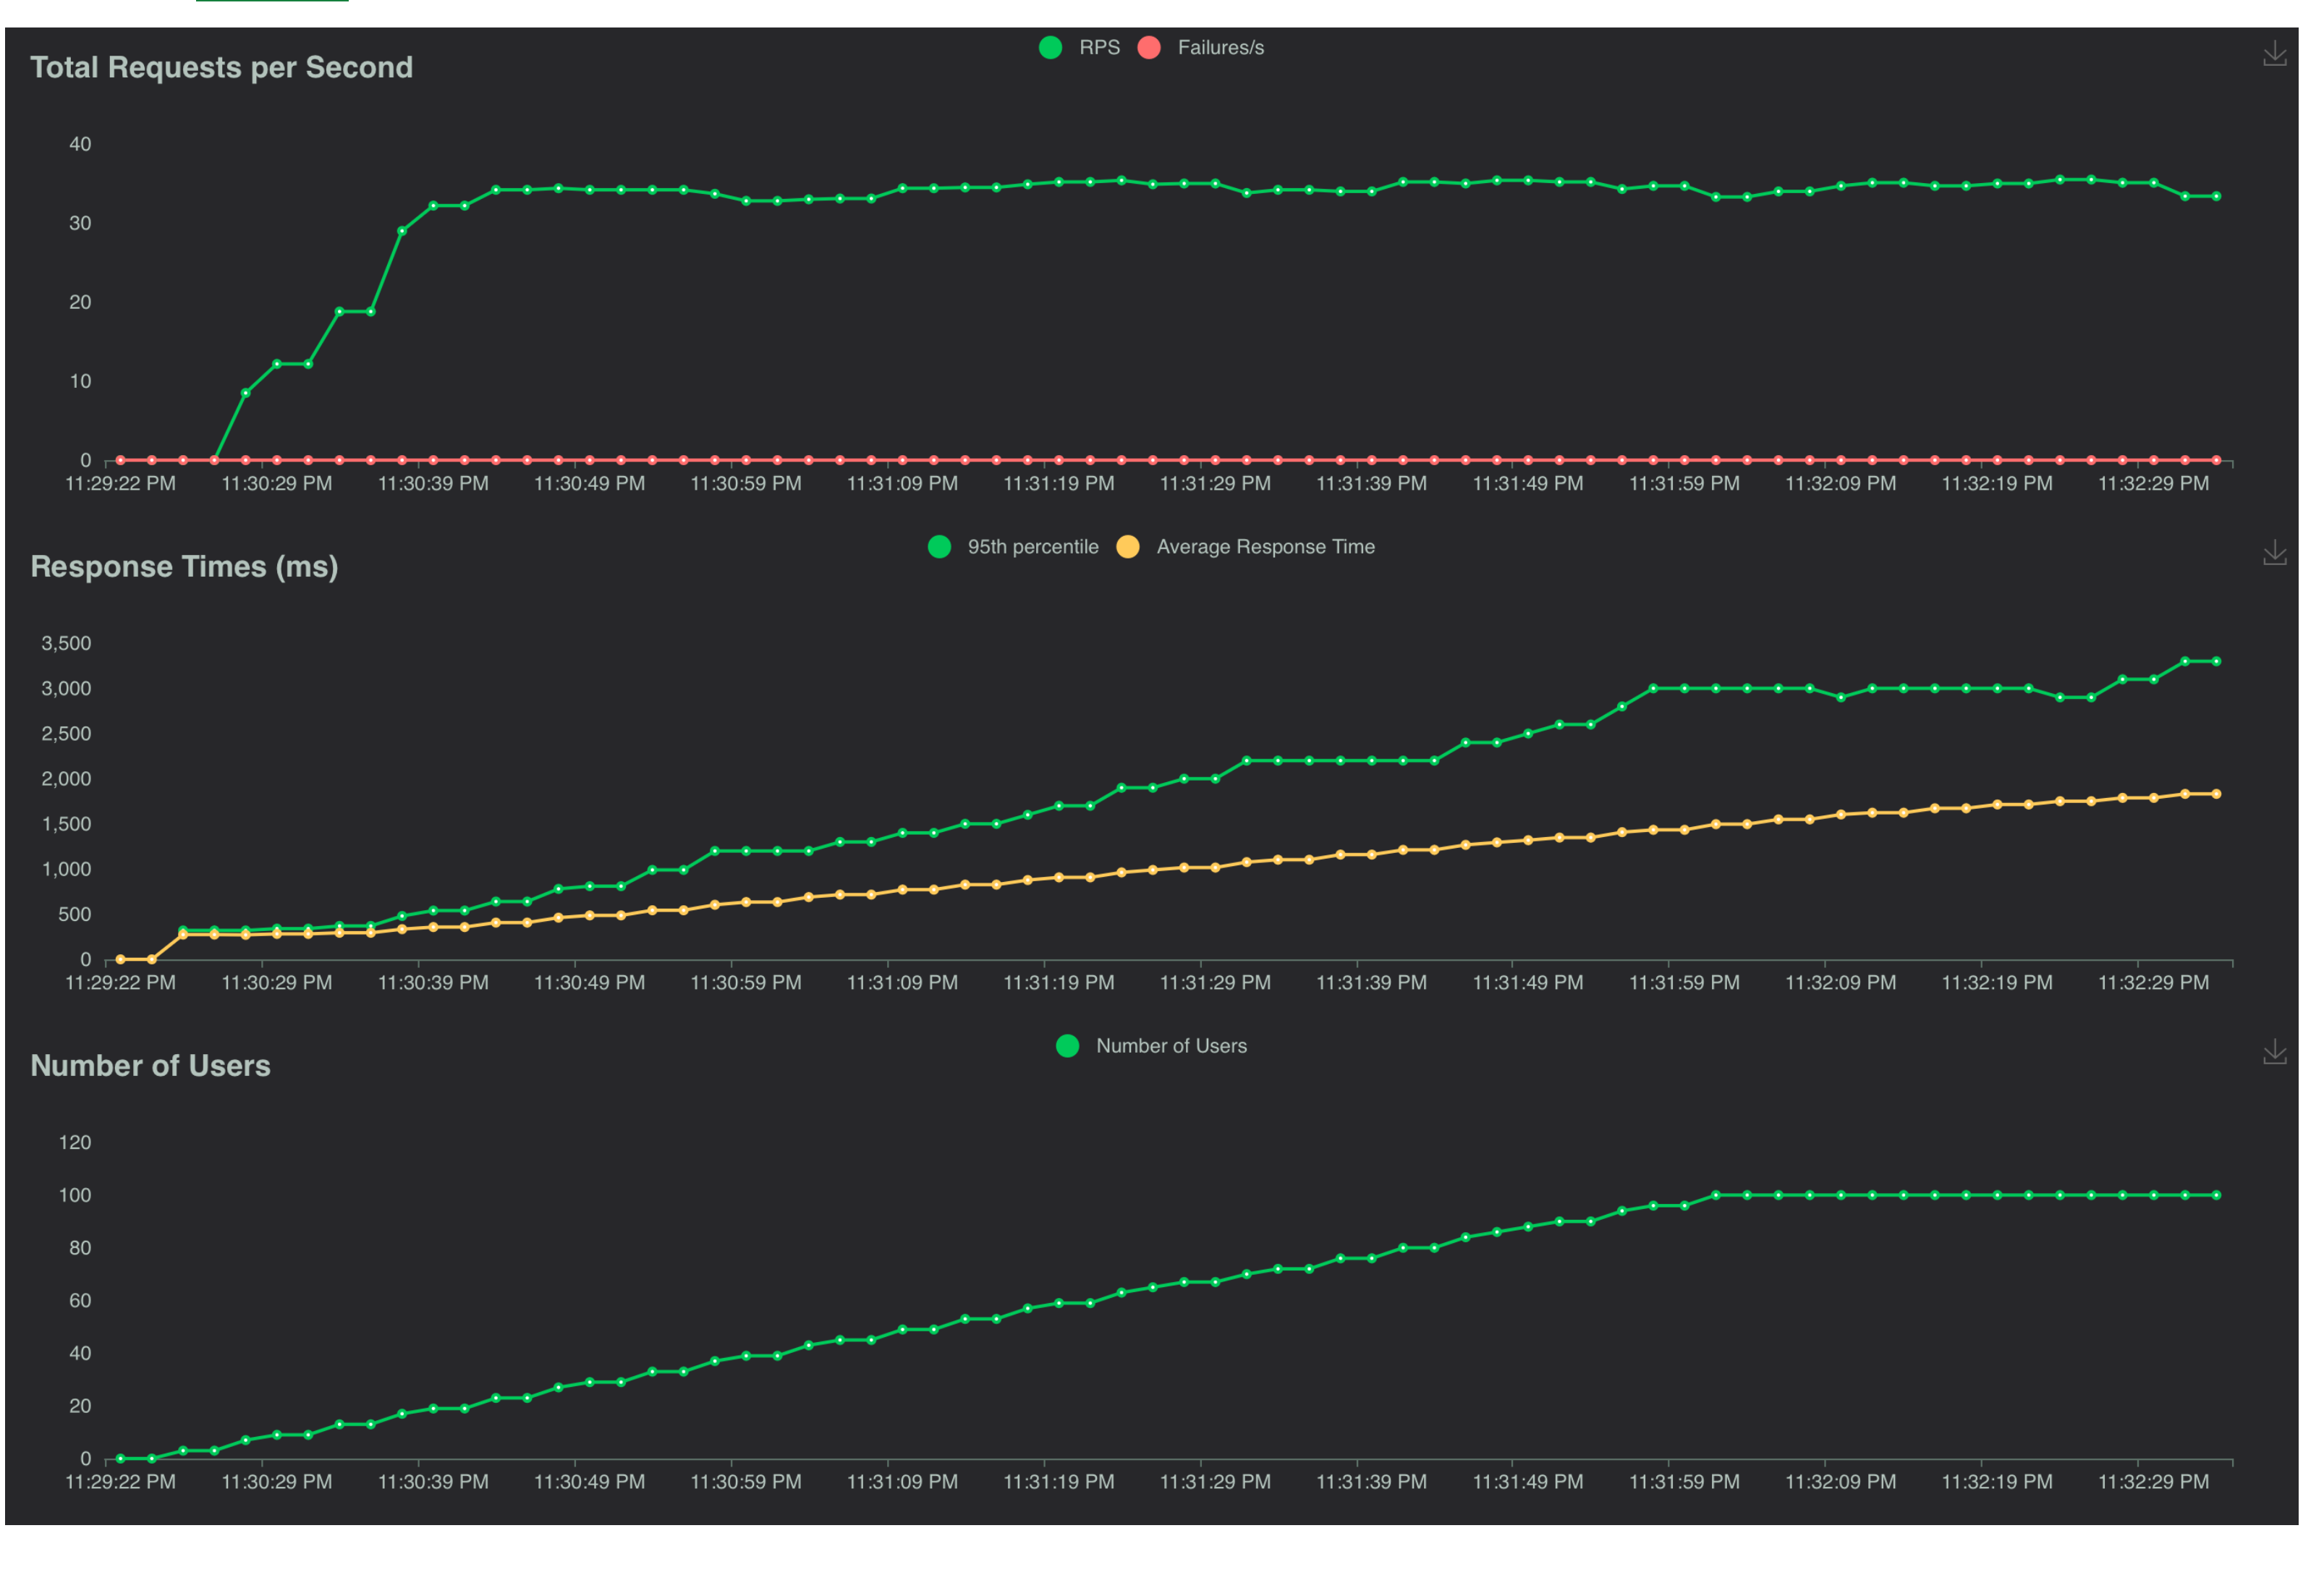 RPS Failures/s
Total Requests per Second
40
30
20
10
0
11:29:22 PM 11:30:29 PM 11:30:39 PM 11:30:49 PM 11:30:59 PM 11:31:09 PM 11:31:19 PM 11:31:29 PM 11:31:39 PM 11:31:49 PM 11:31:59 PM 11:32:09 PM 11:32:19 PM 11:32:29 PM
95th percentile Average Response Time
Response Times (ms)
3,500
3,000
2,500
2,000
1,500
1,000
500
0
11:29:22 PM 11:30:29 PM 11:30:39 PM 11:30:49 PM 11:30:59 PM 11:31:09 PM 11:31:19 PM 11:31:29 PM 11:31:39 PM 11:31:49 PM 11:31:59 PM 11:32:09 PM 11:32:19 PM 11:32:29 PM
Number of Users
Number of Users
120
100
80
60
40
20
0
11:29:22 PM 11:30:29 PM 11:30:39 PM 11:30:49 PM 11:30:59 PM 11:31:09 PM 11:31:19 PM 11:31:29 PM 11:31:39 PM 11:31:49 PM 11:31:59 PM 11:32:09 PM 11:32:19 PM 11:32:29 PM